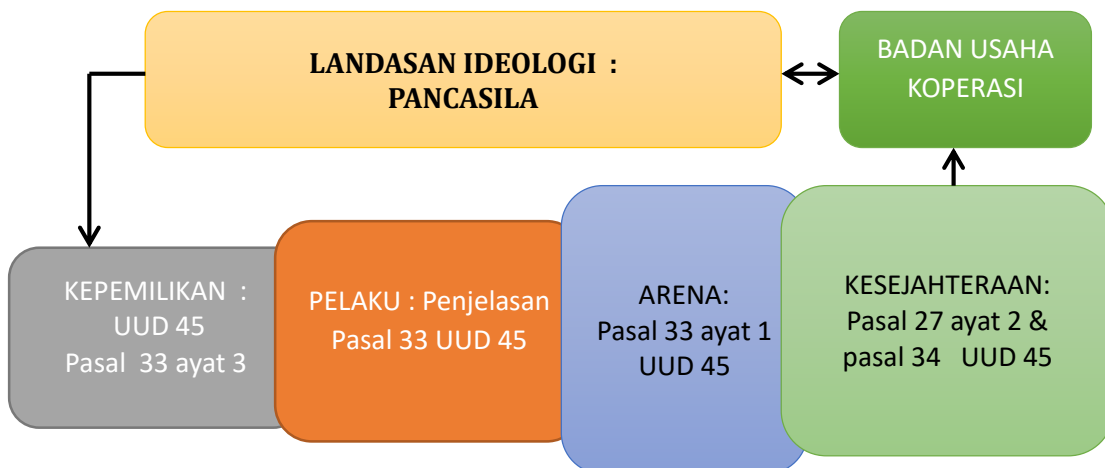 LANDASAN IDEOLOGI :
PANCASILA
BADAN USAHA
KOPERASI
KEPEMILIKAN :
UUD 45
Pasal 33 ayat 3
PELAKU : Penjelasan
Pasal 33 UUD 45
ARENA:
Pasal 33 ayat 1
UUD 45
KESEJAHTERAAN:
Pasal 27 ayat 2 &
pasal 34 UUD 45